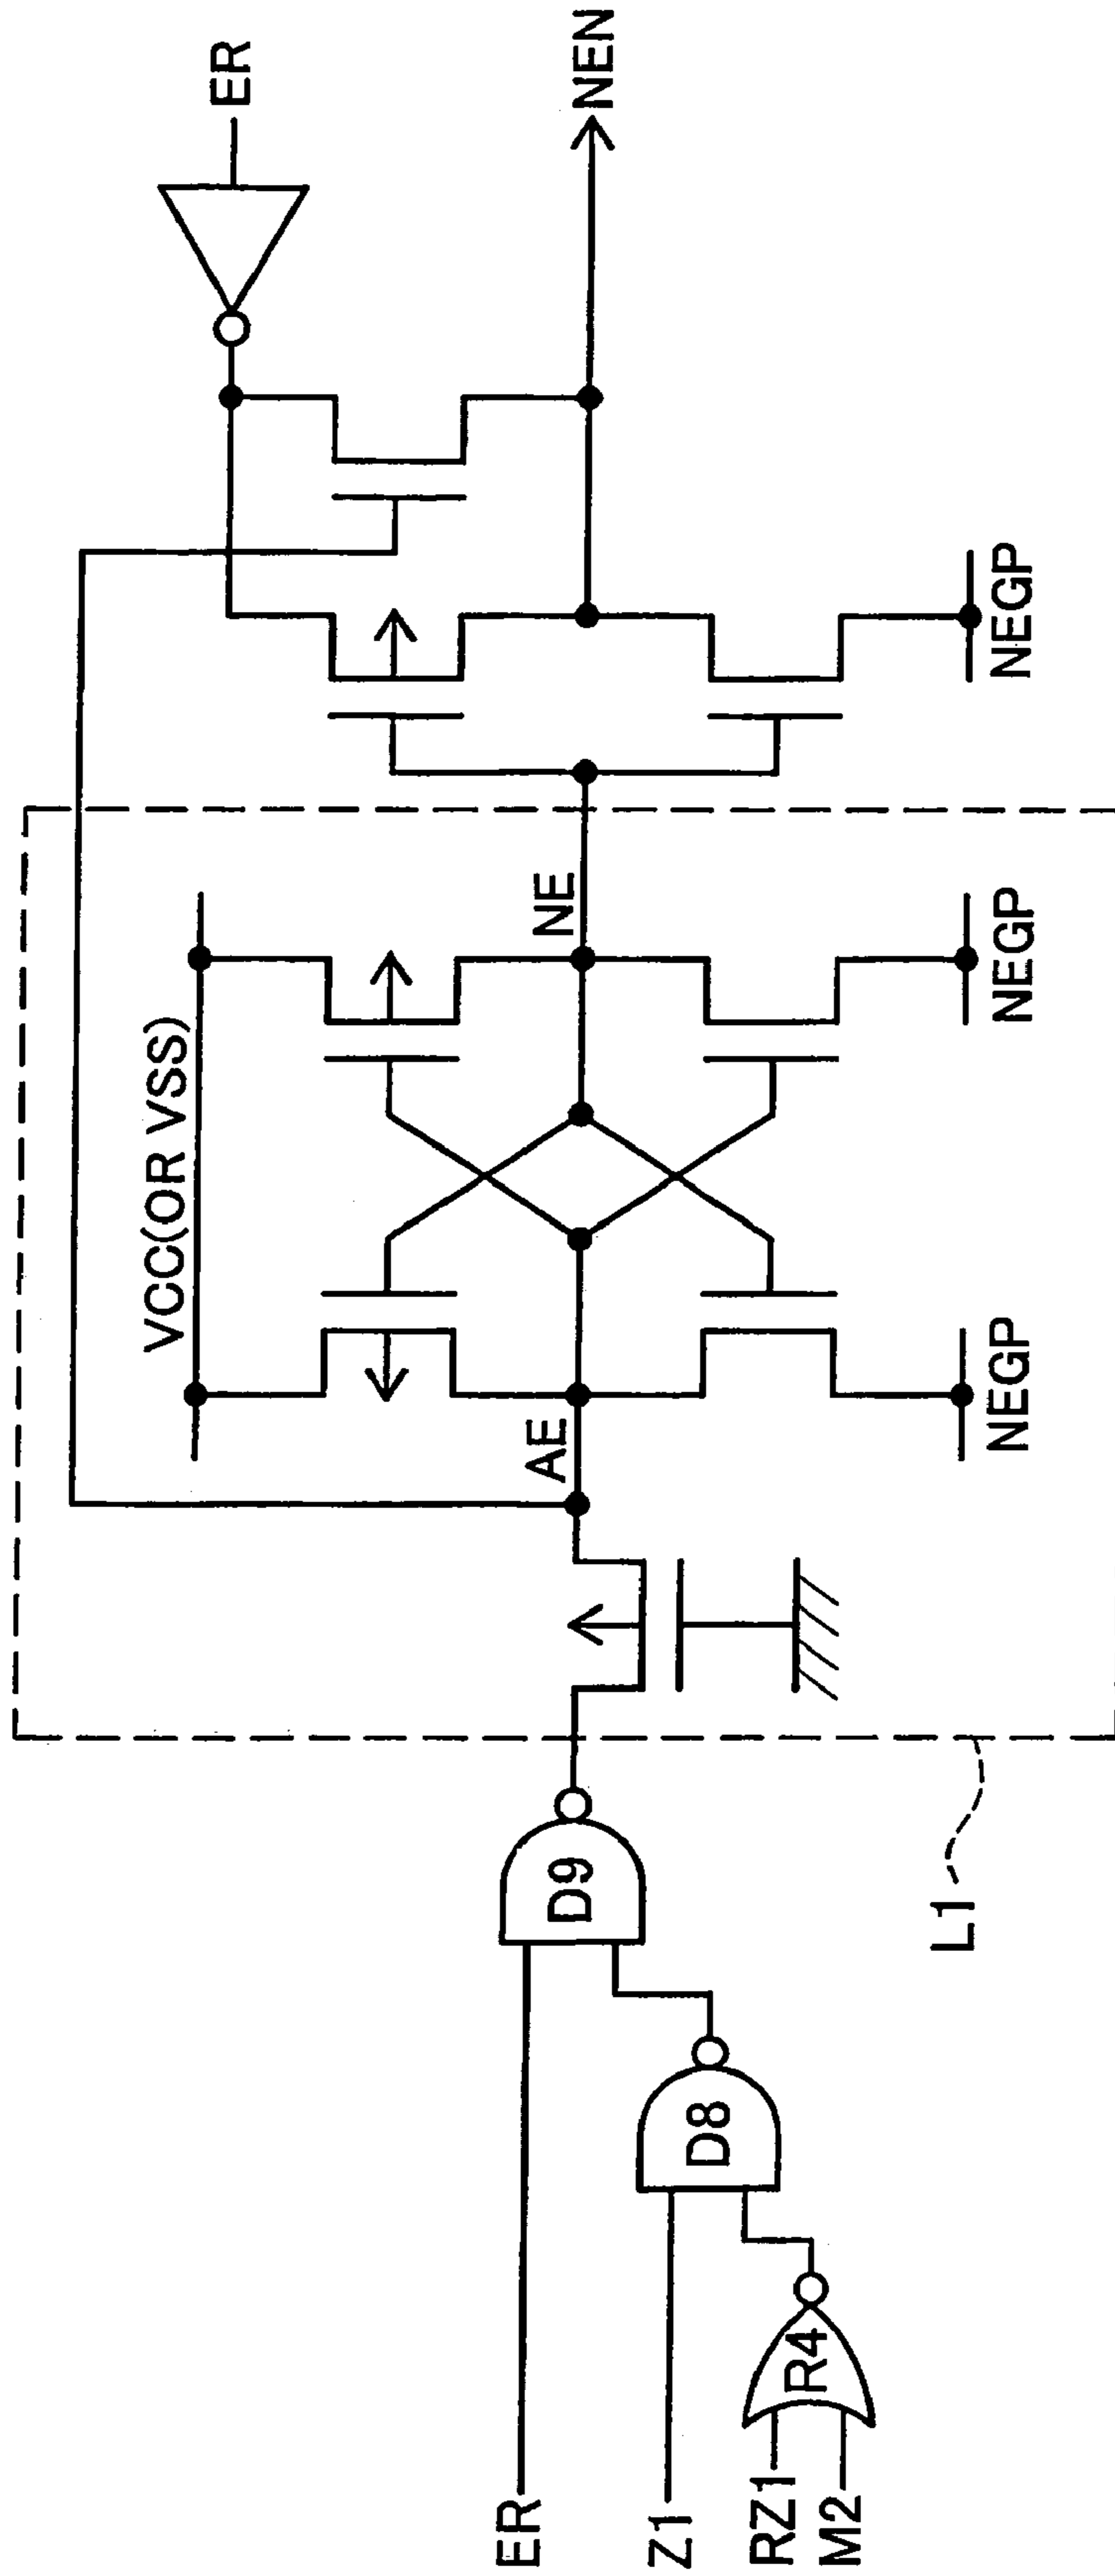 ER
Z1
RZ1
M2
R4
D8
D9
L1
AE
VCC(OR VSS)
NEGP
NE
NEGP
NEGP
ER
NEN